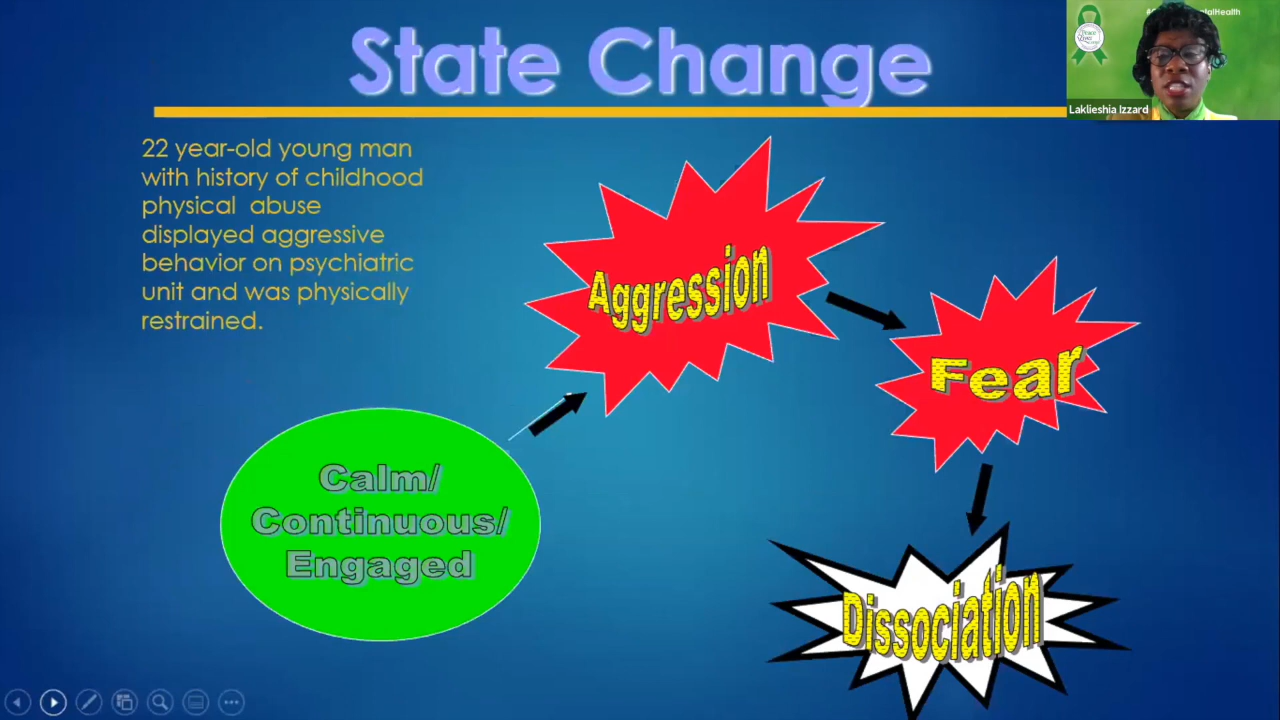 State Change
lHealth
Laklieshia Izzard
22 year-old young man
with history of childhood
physical abuse
displayed aggressive
behavior on psychiatric
unit and was physically
restrained.
Aggression
Fear
Calm/
Continuous/
Engaged
Dissociation